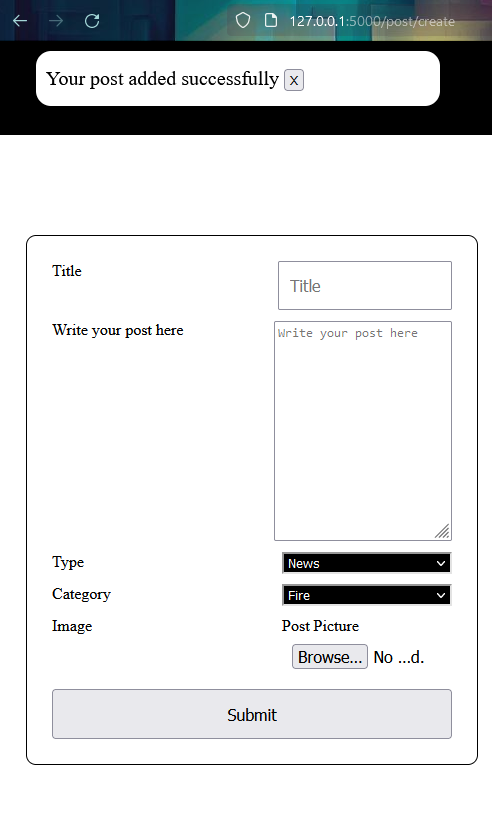 127.0.0.1:5000/post/create
Your post added successfully x
Title
Title
Write your post here
Write your post here
Type
News
Category
Fire
Image
Post Picture
Browse... No ...d.
Submit